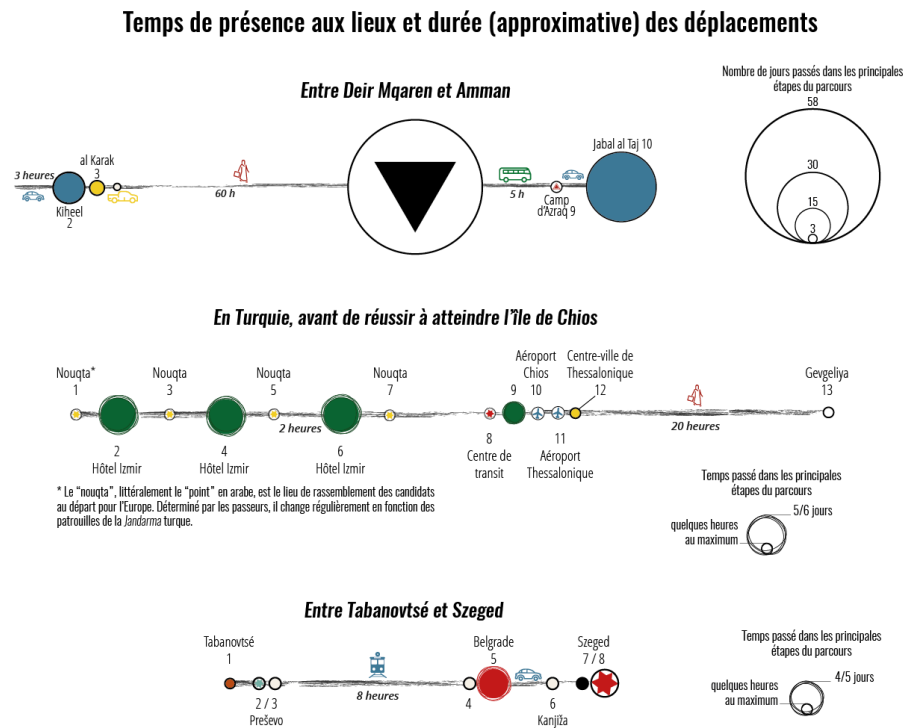 Temps de présence aux lieux et durée (approximative) des déplacements
Entre Deir Mqaren et Amman
Nombre de jours passés dans les principales
étapes du parcours
58
30
15
3
3 heures
al Karak
3
Kiheel
2
60 h
5 h
Camp
d'Azraq 9
Jabal al Taj 10
En Turquie, avant de réussir à atteindre l'île de Chios
Nouqta*
1
Nouqta
3
Nouqta
5
Nouqta
7
Aéroport
Chios
9 10
Centre-ville de
Thessalonique
12
Gevgeliya
13
2 heures
20 heures
2
Hôtel Izmir
4
Hôtel Izmir
6
Hôtel Izmir
8
Centre de
transit
11
Aéroport
Thessalonique
* Le "nouqta", littéralement le "point" en arabe, est le lieu de rassemblement des candidats
au départ pour l'Europe. Déterminé par les passeurs, il change régulièrement en fonction des
patrouilles de la Jandarma turque.
Temps passé dans les principales
étapes du parcours
5/6 jours
quelques heures
au maximum
Entre Tabanovtsé et Szeged
Tabanovtsé
1
2 / 3
Preševo
8 heures
4
Belgrade
5
6
Kanjiža
Szeged
7 / 8
Temps passé dans les principales
étapes du parcours
4/5 jours
quelques heures
au maximum